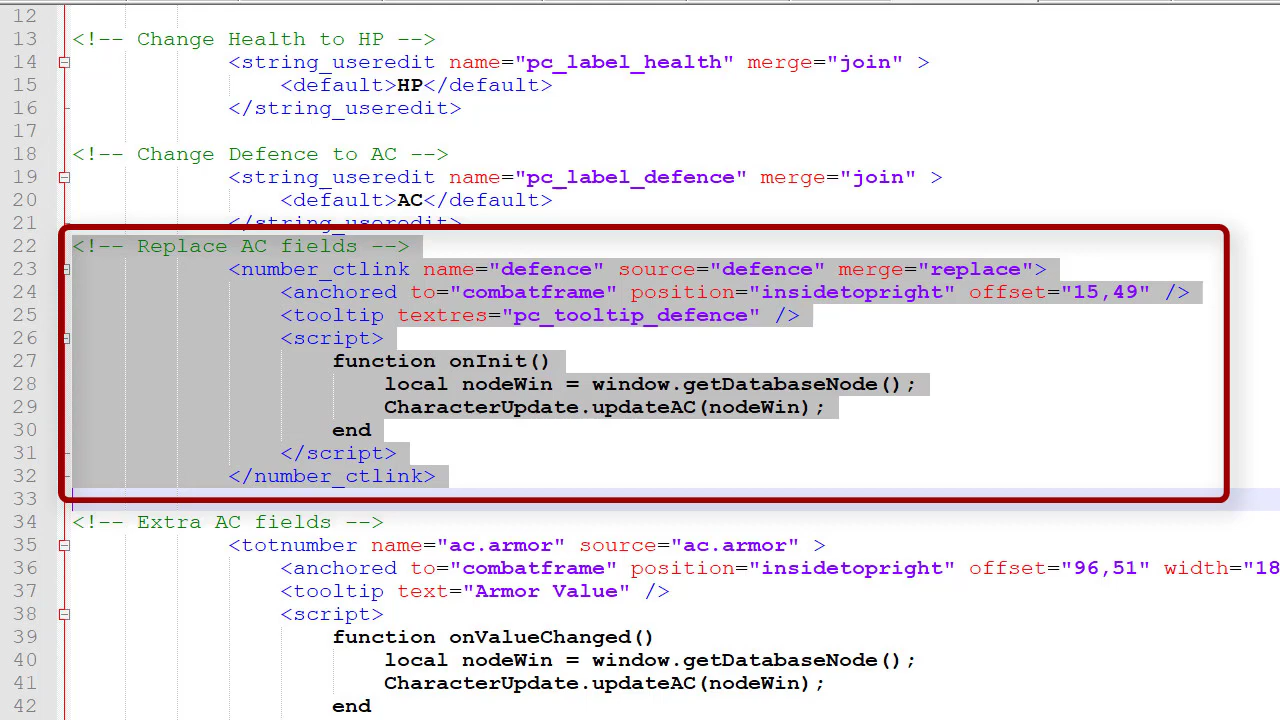 12
13 <!-- Change Health to HP -->
14 <string_useredit name="pc_label_health" merge="join" >
15 <default>HP</default>
16 </string_useredit>
17
18 <!-- Change Defence to AC -->
19 <string_useredit name="pc_label_defence" merge="join" >
20 <default>AC</default>
21 </string_useredit>
22 <!-- Replace AC fields -->
23 <number_ctlink name="defence" source="defence" merge="replace">
24 <anchored to="combatframe" position="insidetopright" offset="15,49" />
25 <tooltip textres="pc_tooltip_defence" />
26 <script>
27 function onInit()
28 local nodeWin = window.getDatabaseNode();
29 CharacterUpdate.updateAC(nodeWin);
30 end
31 </script>
32 </number_ctlink>
33
34 <!-- Extra AC fields -->
35 <totnumber name="ac.armor" source="ac.armor" >
36 <anchored to="combatframe" position="insidetopright" offset="96,51" width="18
37 <tooltip text="Armor Value" />
38 <script>
39 function onValueChanged()
40 local nodeWin = window.getDatabaseNode();
41 CharacterUpdate.updateAC(nodeWin);
42 end